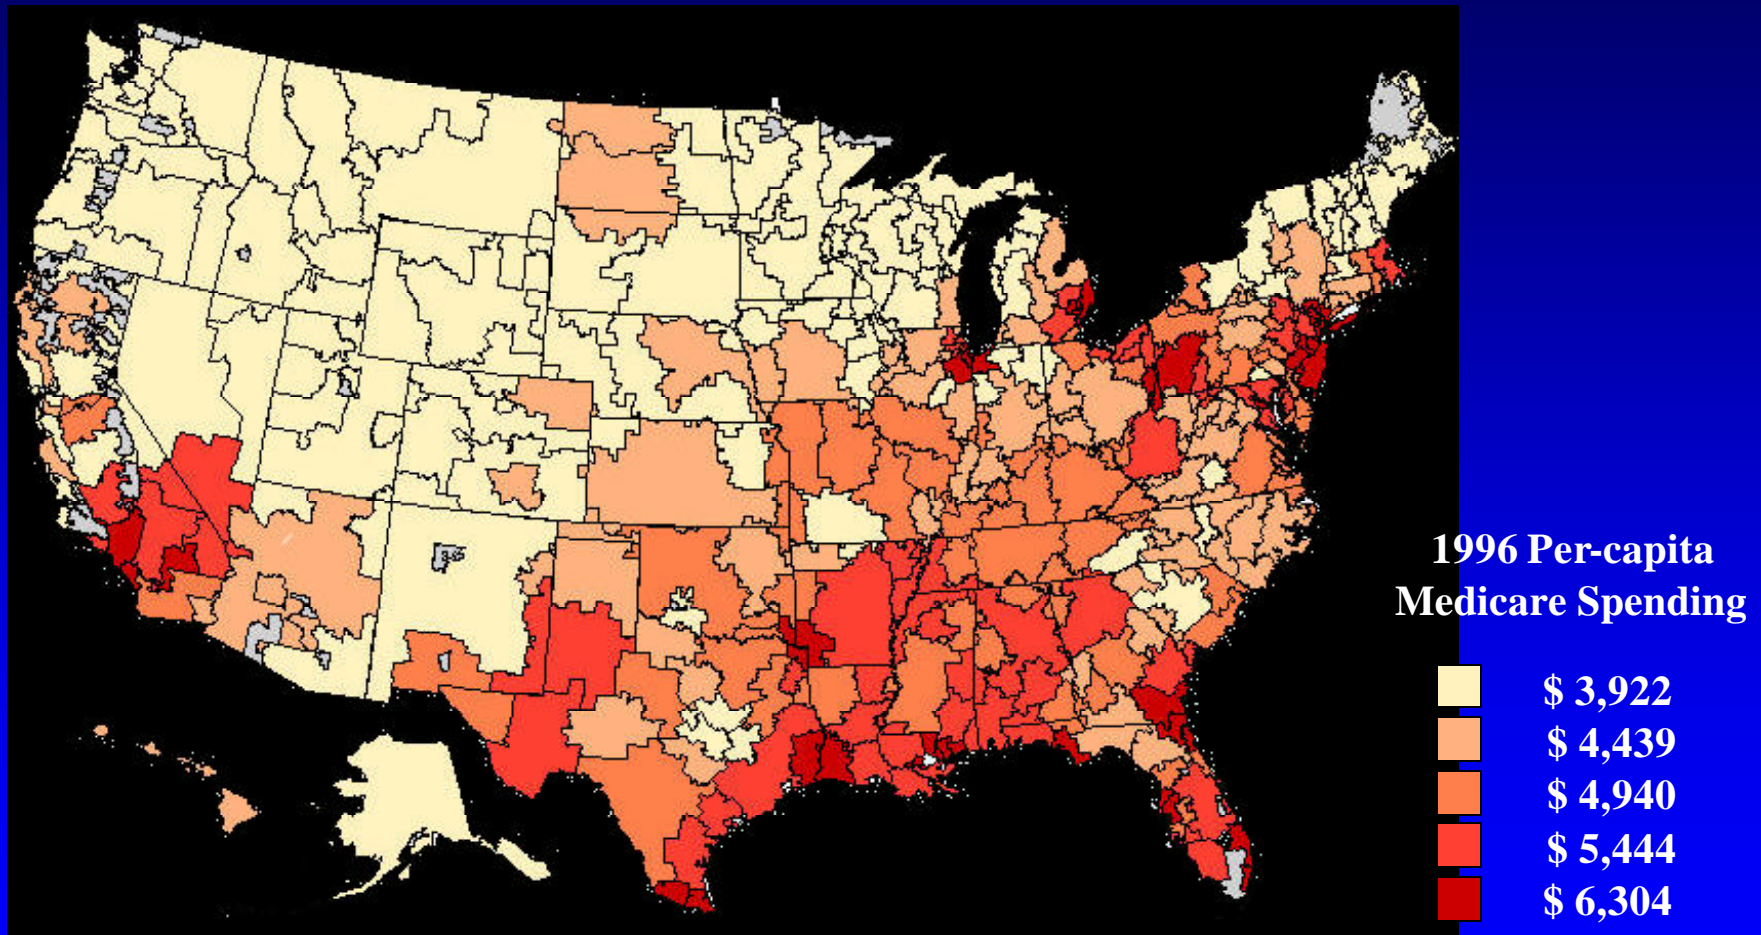 1996 Per-capita
Medicare Spending
$ 3,922
$ 4,439
$ 4,940
$ 5,444
$ 6,304